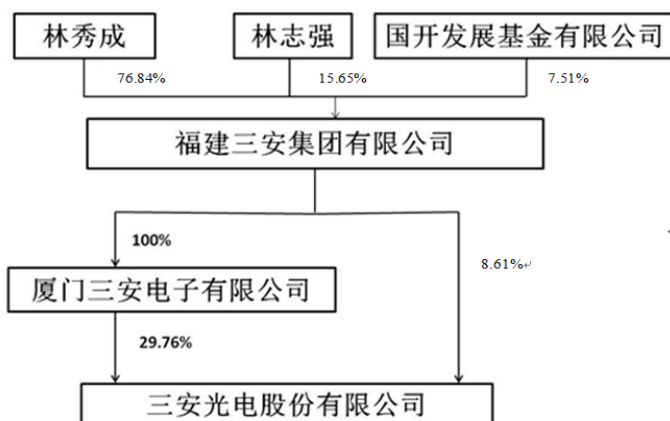 林秀成
林志强
国开发展基金有限公司
76.84%
15.65%
7.51%
福建三安集团有限公司
100%
8.61%
厦门三安电子有限公司
29.76%
三安光电股份有限公司